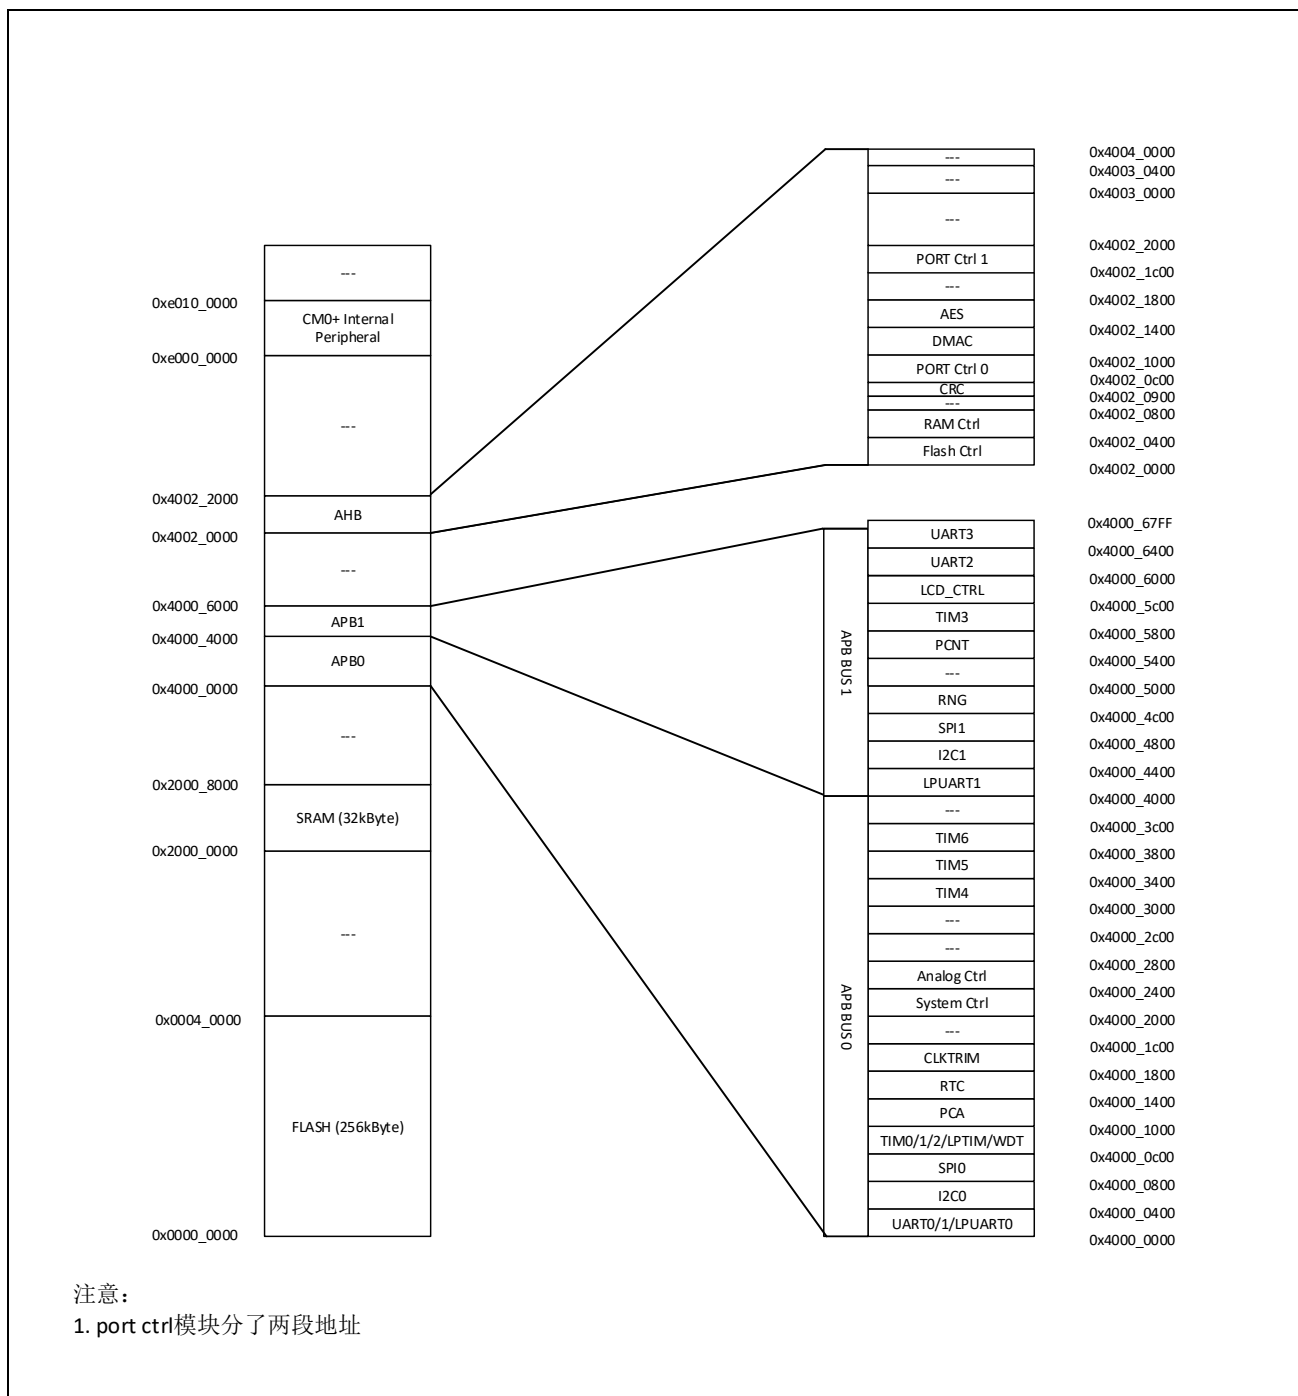 ---
0xe010_0000
CM0+ Internal
Peripheral
0xe000_0000
---
0x4002_2000
AHB
0x4002_0000
---
0x4000_6000
APB1
0x4000_4000
APB0
0x4000_0000
---
0x2000_8000
SRAM (32kByte)
0x2000_0000
---
0x0004_0000
FLASH (256kByte)
0x0000_0000
0x4004_0000
---
0x4003_0400
---
0x4003_0000
---
0x4002_2000
PORT Ctrl 1
0x4002_1c00
---
0x4002_1800
AES
0x4002_1400
DMAC
0x4002_1000
PORT Ctrl 0
0x4002_0c00
CRC
0x4002_0900
---
0x4002_0800
RAM Ctrl
0x4002_0400
Flash Ctrl
0x4002_0000
APB BUS 1
0x4000_67FF
UART3
0x4000_6400
UART2
0x4000_6000
LCD_CTRL
0x4000_5c00
TIM3
0x4000_5800
PCNT
0x4000_5400
---
0x4000_5000
RNG
0x4000_4c00
SPI1
0x4000_4800
I2C1
0x4000_4400
LPUART1
0x4000_4000
APB BUS 0
---
0x4000_3c00
TIM6
0x4000_3800
TIM5
0x4000_3400
TIM4
0x4000_3000
---
0x4000_2c00
---
0x4000_2800
Analog Ctrl
0x4000_2400
System Ctrl
0x4000_2000
---
0x4000_1c00
CLKTRIM
0x4000_1800
RTC
0x4000_1400
PCA
0x4000_1000
TIM0/1/2/LPTIM/WDT
0x4000_0c00
SPI0
0x4000_0800
I2C0
0x4000_0400
UART0/1/LPUART0
0x4000_0000
注意：
1. port ctrl模块分了两段地址